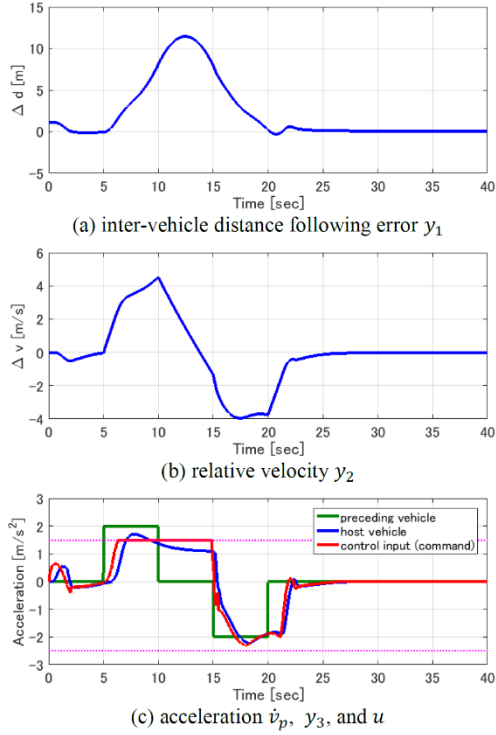 15
10
5
0
-5
Δ d [m]
0 5 10 15 20 25 30 35 40
Time [sec]
(a) inter-vehicle distance following error y₁
6
4
2
0
-2
-4
Δ v [m/s]
0 5 10 15 20 25 30 35 40
Time [sec]
(b) relative velocity y₂
3
2
1
0
-1
-2
-3
Acceleration [m/s²]
preceding vehicle
host vehicle
control input (command)
0 5 10 15 20 25 30 35 40
Time [sec]
(c) acceleration v̇ₚ, y₃, and u